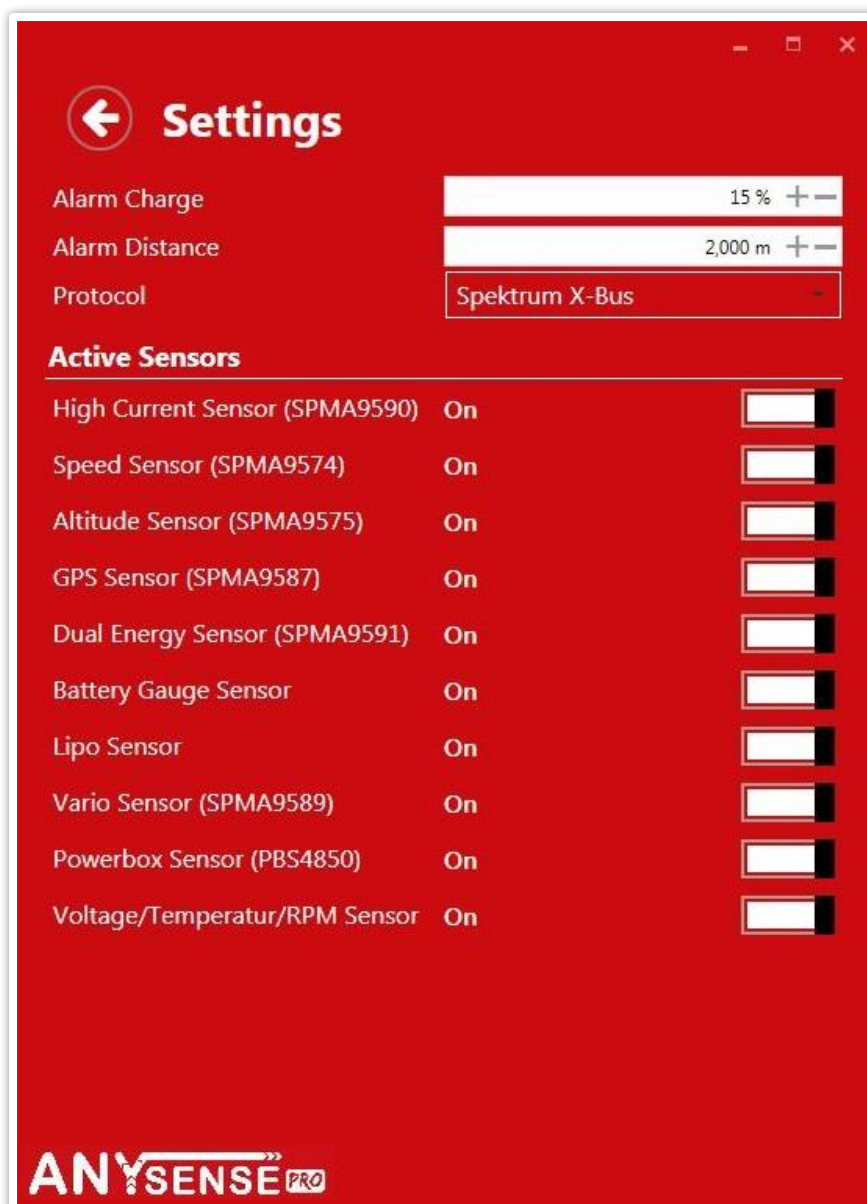 Settings
Alarm Charge 15 %
Alarm Distance 2,000 m
Protocol Spektrum X-Bus
Active Sensors
High Current Sensor (SPMA9590) On
Speed Sensor (SPMA9574) On
Altitude Sensor (SPMA9575) On
GPS Sensor (SPMA9587) On
Dual Energy Sensor (SPMA9591) On
Battery Gauge Sensor On
Lipo Sensor On
Vario Sensor (SPMA9589) On
Powerbox Sensor (PBS4850) On
Voltage/Temperatur/RPM Sensor On
ANYSENSE PRO